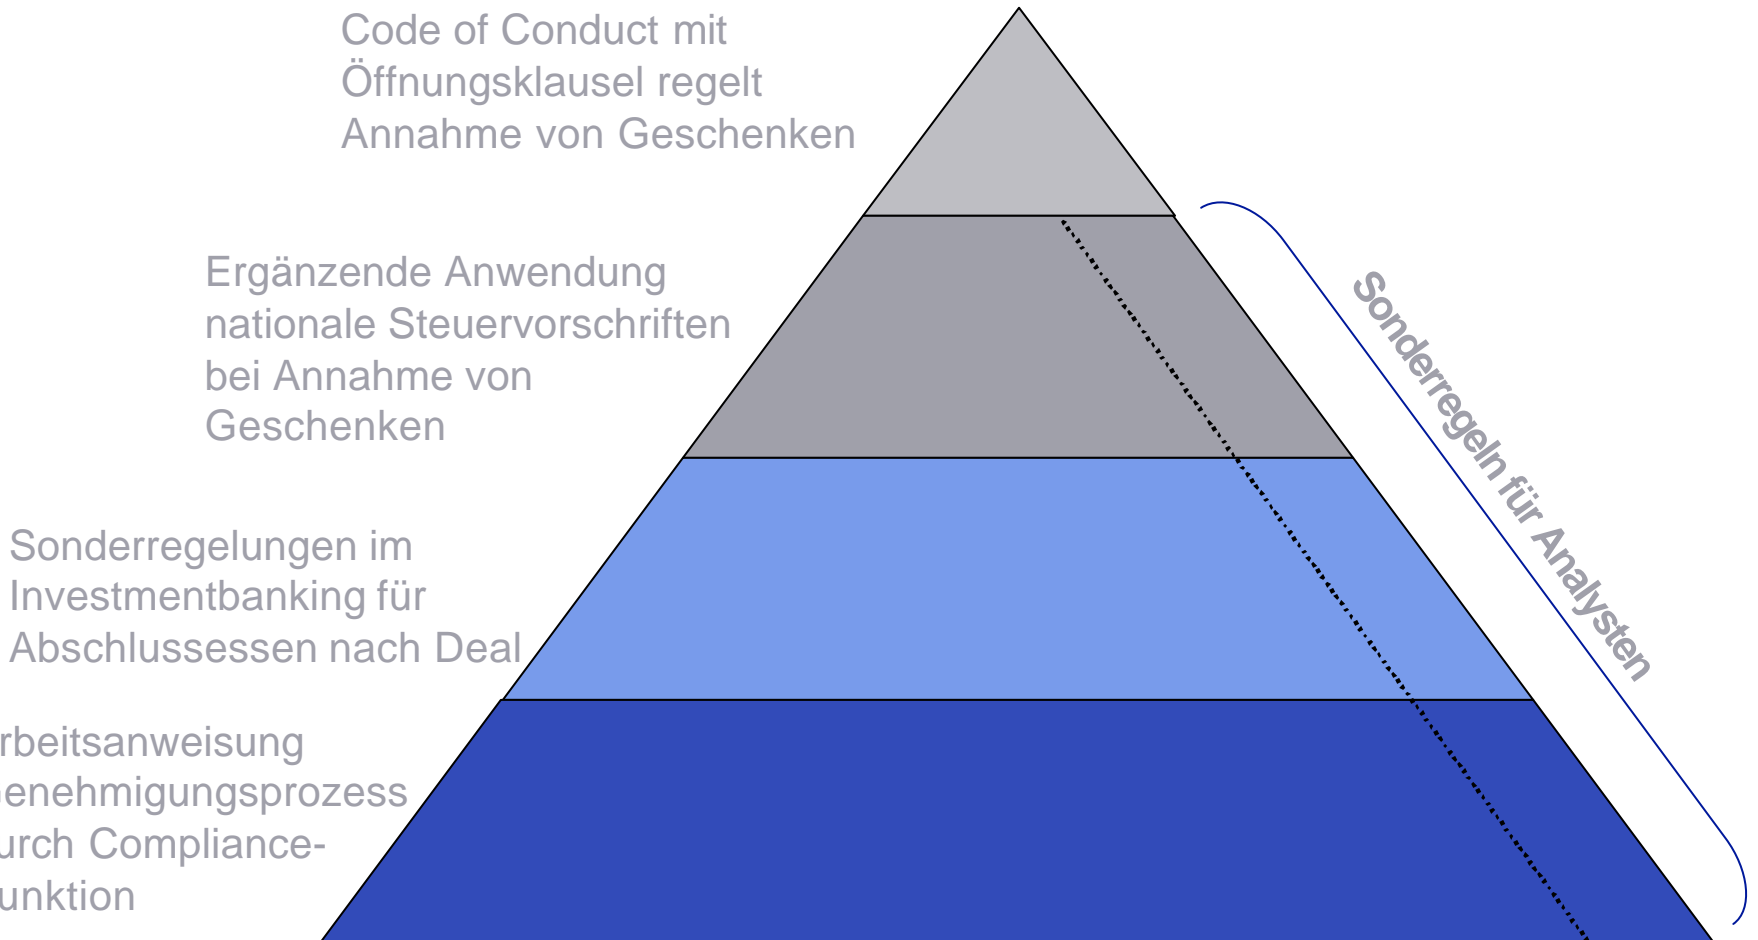 Code of Conduct mit
Öffnungsklausel regelt
Annahme von Geschenken
Ergänzende Anwendung
nationale Steuervorschriften
bei Annahme von
Geschenken
Sonderregeln für Analysten
Sonderregelungen im
Investmentbanking für
Abschlussessen nach Deal
rbeitsanweisung
enehmigungsprozess
urch Compliance-
unktion